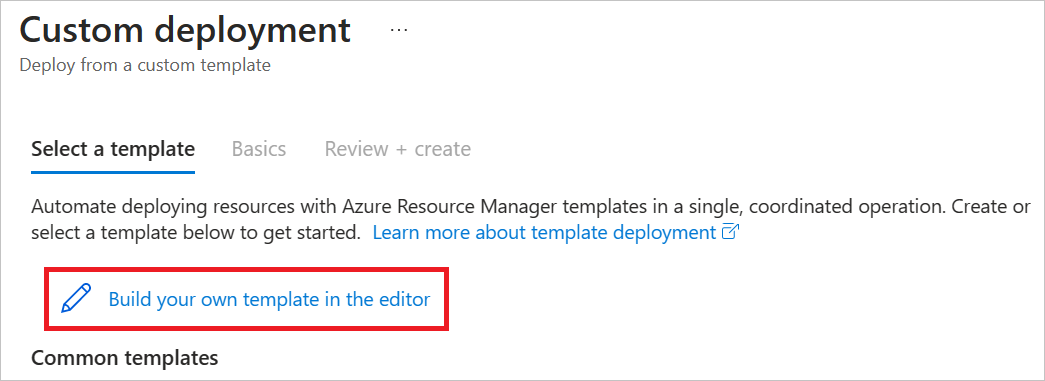 Custom deployment ...
Deploy from a custom template
Select a template Basics Review + create
Automate deploying resources with Azure Resource Manager templates in a single, coordinated operation. Create or
select a template below to get started. Learn more about template deployment
Build your own template in the editor
Common templates